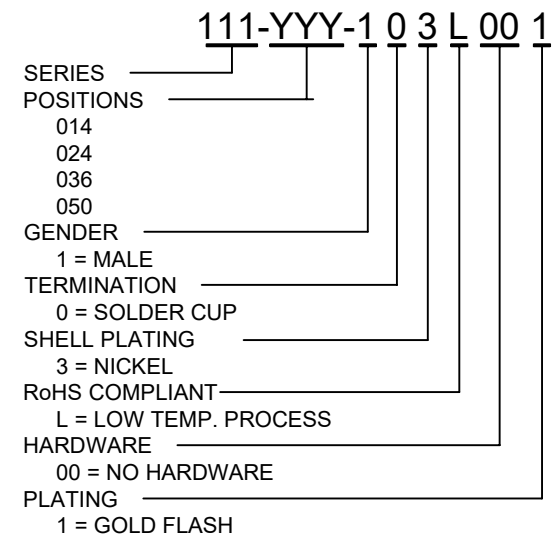 111-YYY-1 0 3 L 00 1
SERIES
POSITIONS
014
024
036
050
GENDER
1 = MALE
TERMINATION
0 = SOLDER CUP
SHELL PLATING
3 = NICKEL
RoHS COMPLIANT
L = LOW TEMP. PROCESS
HARDWARE
00 = NO HARDWARE
PLATING
1 = GOLD FLASH